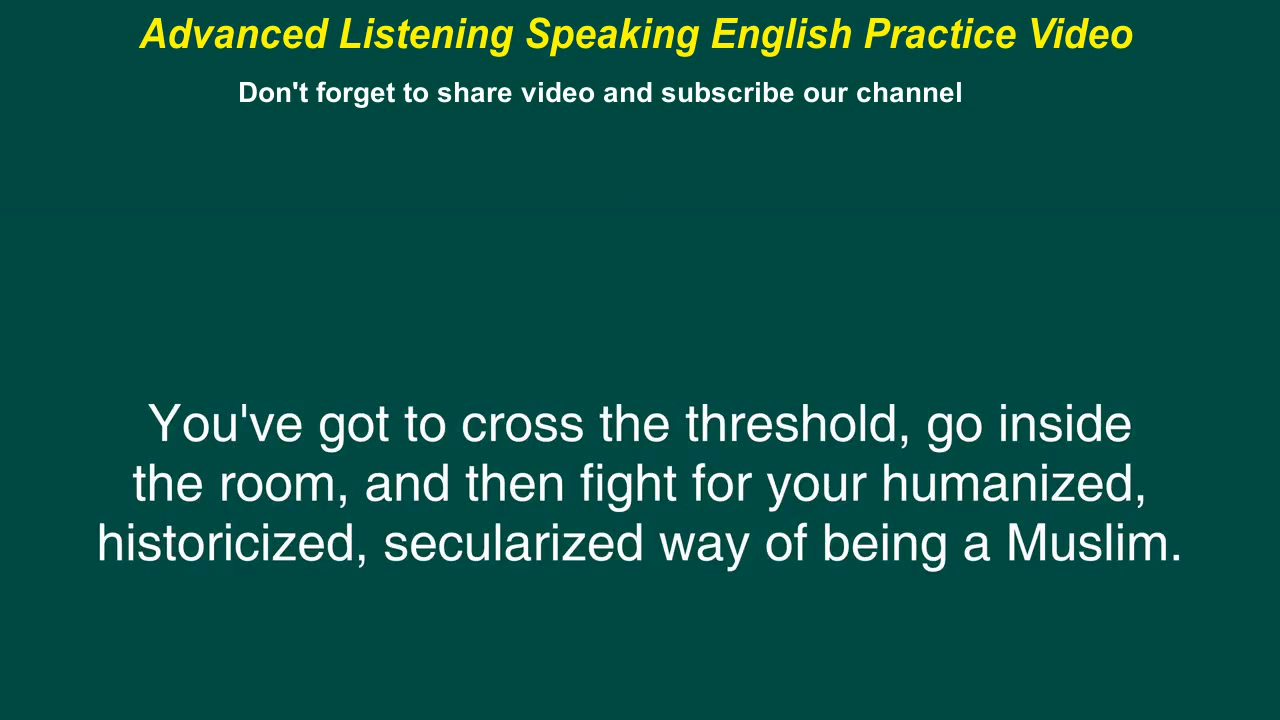 Advanced Listening Speaking English Practice Video
Don't forget to share video and subscribe our channel
You've got to cross the threshold, go inside
the room, and then fight for your humanized,
historicized, secularized way of being a Muslim.